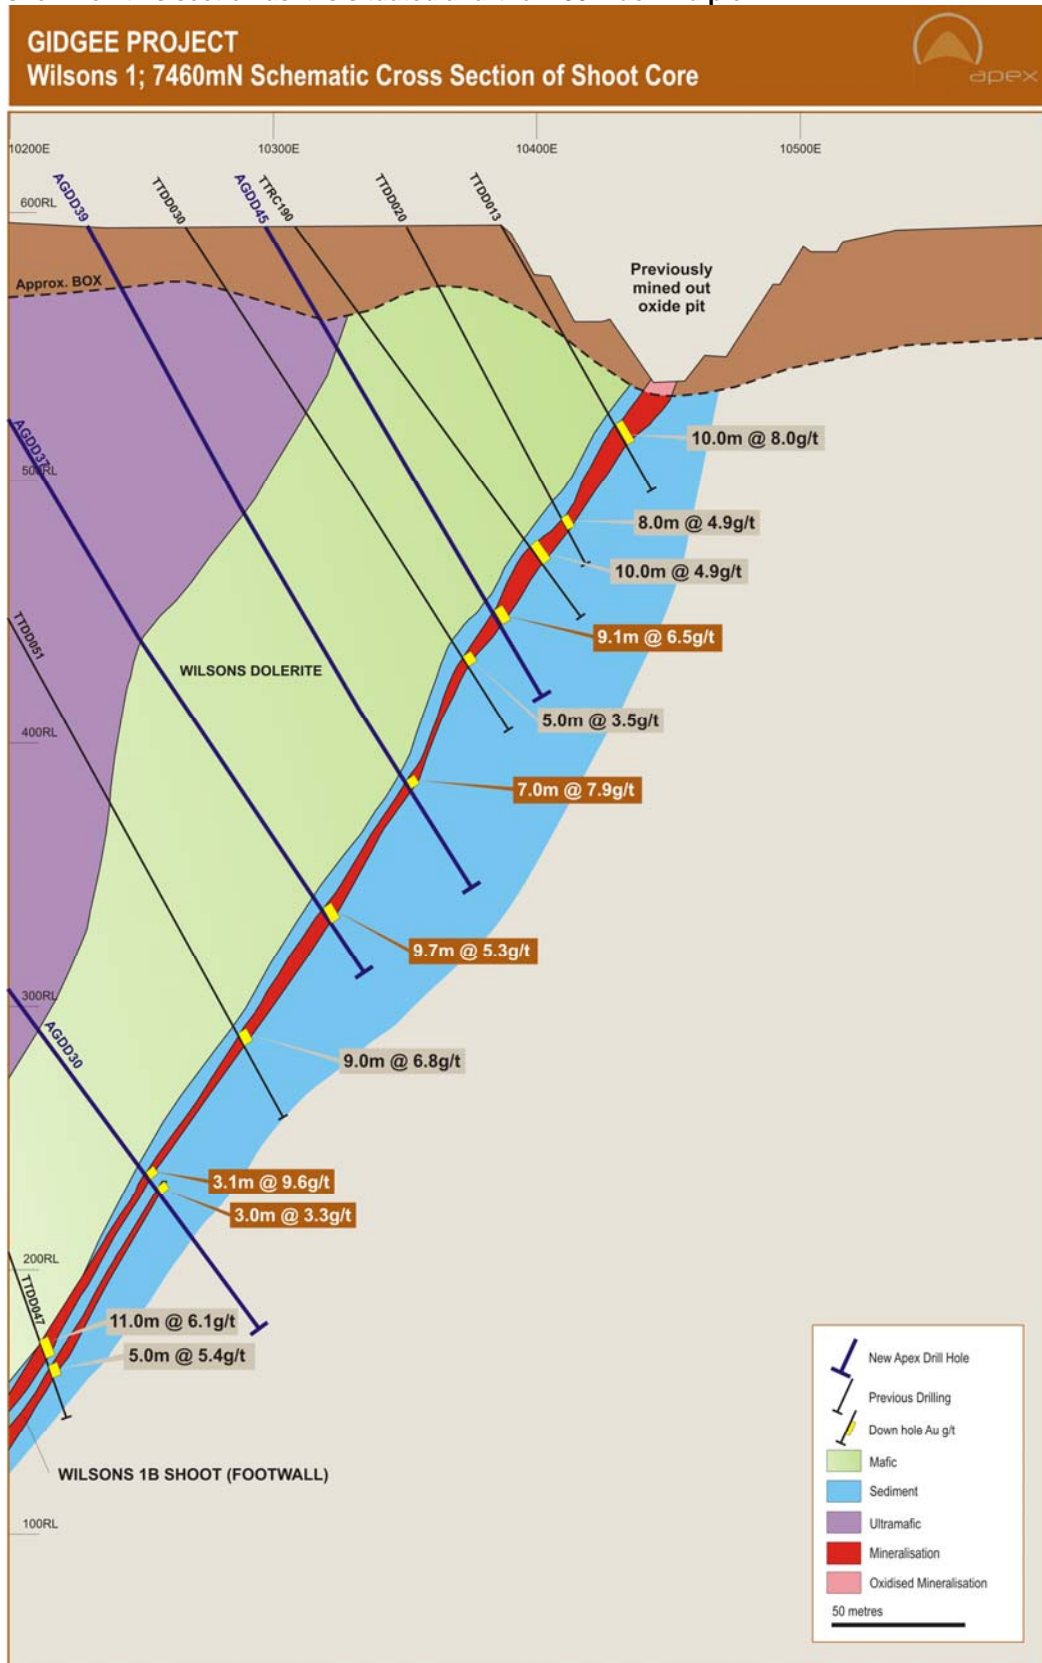 GIDGEE PROJECT
Wilsons 1; 7460mN Schematic Cross Section of Shoot Core
apex
10200E
10300E
10400E
10500E
600RL
AGDD39
TTDD030
AGDD45
TTRC190
TTDD020
TTDD013
Approx. BOX
Previously
mined out
oxide pit
AGDD37
500RL
10.0m @ 8.0g/t
8.0m @ 4.9g/t
10.0m @ 4.9g/t
TTDD051
9.1m @ 6.5g/t
WILSONS DOLERITE
5.0m @ 3.5g/t
400RL
7.0m @ 7.9g/t
9.7m @ 5.3g/t
300RL
AGDD30
9.0m @ 6.8g/t
3.1m @ 9.6g/t
3.0m @ 3.3g/t
200RL
TTDD047
11.0m @ 6.1g/t
5.0m @ 5.4g/t
WILSONS 1B SHOOT (FOOTWALL)
100RL
New Apex Drill Hole
Previous Drilling
Down hole Au g/t
Mafic
Sediment
Ultramafic
Mineralisation
Oxidised Mineralisation
50 metres